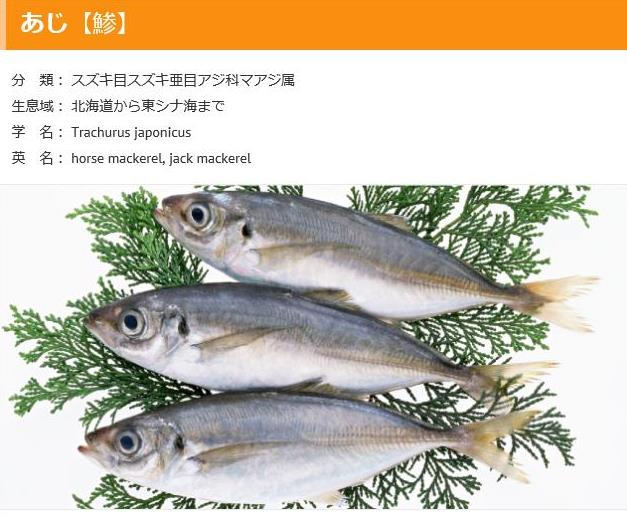 あじ【鯵】
分　類： スズキ目スズキ亜目アジ科マアジ属
生息域： 北海道から東シナ海まで
学　名： Trachurus japonicus
英　名： horse mackerel, jack mackerel